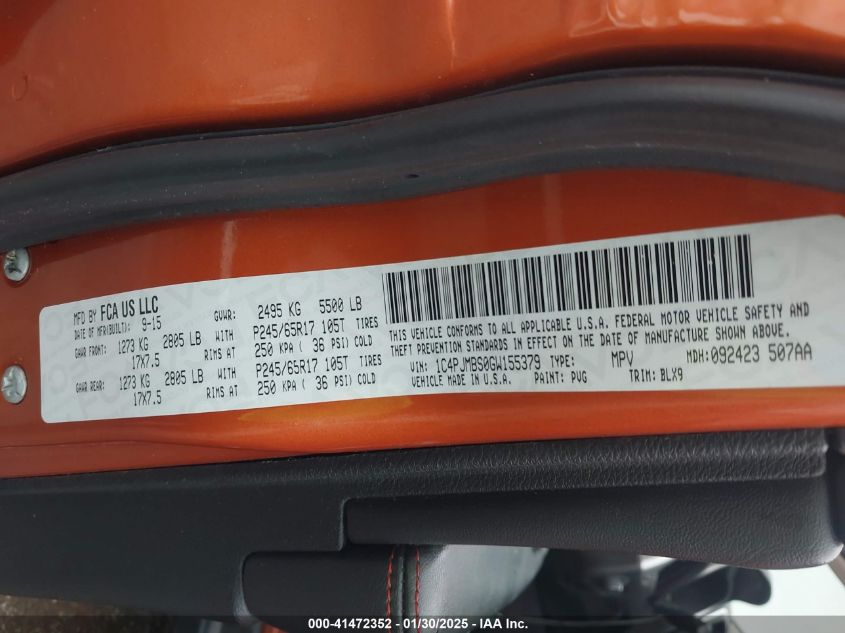 MFD BY FCA US LLC
DATE OF MFR(BUILT): 9-15 GVWR: 2495 KG 5500 LB
GAWR FRONT: 1273 KG 2805 LB WITH P245/65R17 105T TIRES
17X7.5 RIMS AT 250 KPA ( 36 PSI) COLD
GAWR REAR: 1273 KG 2805 LB WITH P245/65R17 105T TIRES
17X7.5 RIMS AT 250 KPA ( 36 PSI) COLD
THIS VEHICLE CONFORMS TO ALL APPLICABLE U.S.A. FEDERAL MOTOR VEHICLE SAFETY AND
THEFT PREVENTION STANDARDS IN EFFECT ON THE DATE OF MANUFACTURE SHOWN ABOVE.
VIN: 1C4PJMBS0GW155379 TYPE: MPV MDH:092423 507AA
VEHICLE MADE IN U.S.A. PAINT: PVG TRIM: BLX9
000-41472352 - 01/30/2025 - IAA Inc.